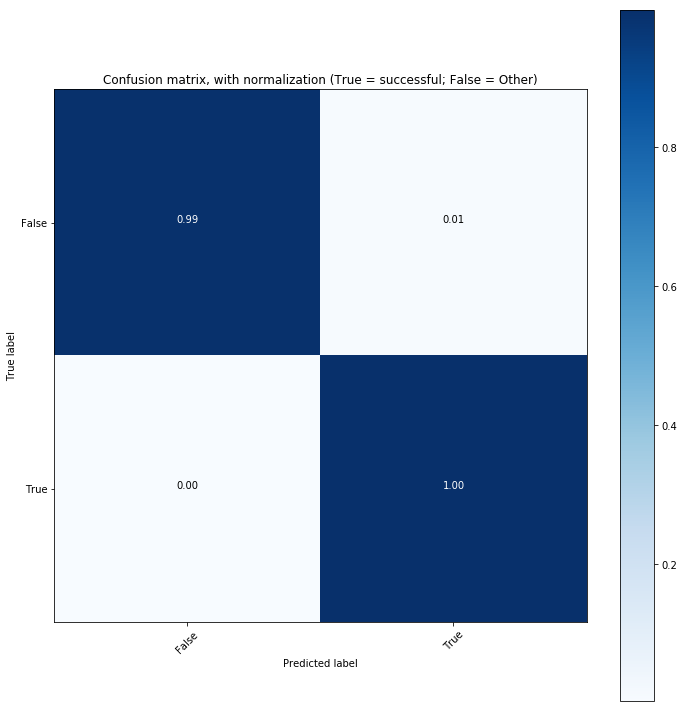 Confusion matrix, with normalization (True = successful; False = Other)
True label
False
0.99
0.01
True
0.00
1.00
False
True
Predicted label
0.8
0.6
0.4
0.2